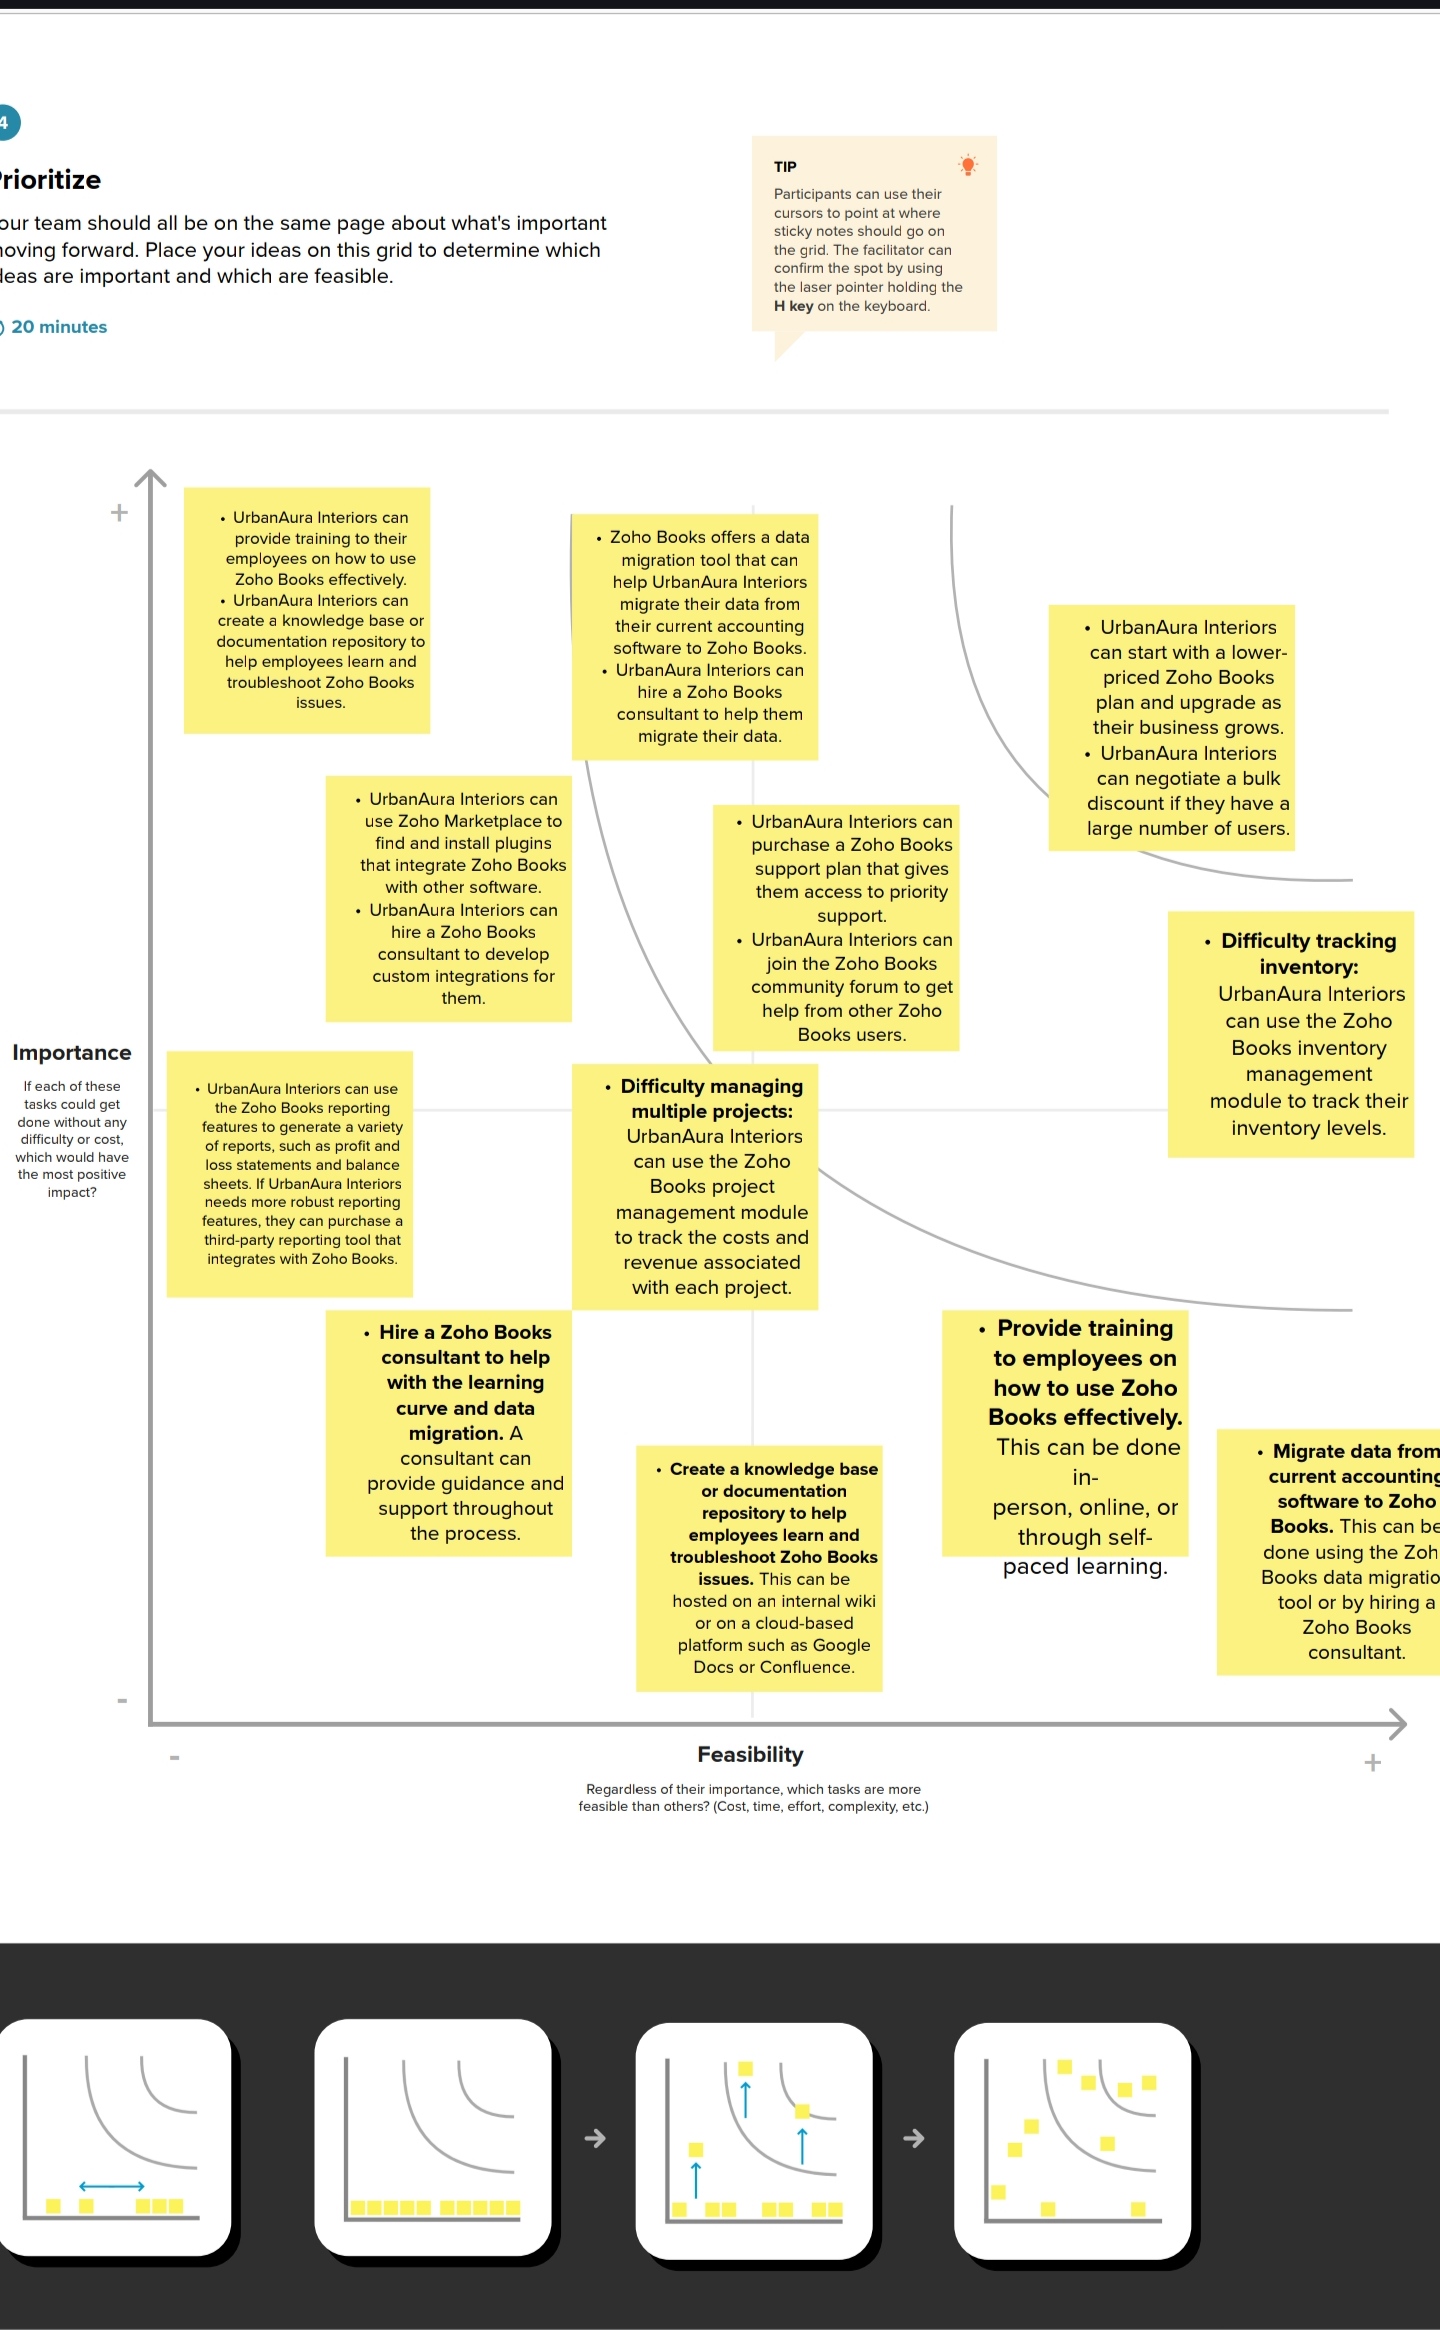 4
Prioritize
our team should all be on the same page about what's important
moving forward. Place your ideas on this grid to determine which
ideas are important and which are feasible.
20 minutes
TIP
Participants can use their
cursors to point at where
sticky notes should go on
the grid. The facilitator can
confirm the spot by using
the laser pointer holding the
H key on the keyboard.
+
• UrbanAura Interiors can
provide training to their
employees on how to use
Zoho Books effectively.
• UrbanAura Interiors can
create a knowledge base or
documentation repository to
help employees learn and
troubleshoot Zoho Books
issues.
• Zoho Books offers a data
migration tool that can
help UrbanAura Interiors
migrate their data from
their current accounting
software to Zoho Books.
• UrbanAura Interiors can
hire a Zoho Books
consultant to help them
migrate their data.
• UrbanAura Interiors
can start with a lower-
priced Zoho Books
plan and upgrade as
their business grows.
• UrbanAura Interiors
can negotiate a bulk
discount if they have a
large number of users.
• UrbanAura Interiors can
use Zoho Marketplace to
find and install plugins
that integrate Zoho Books
with other software.
• UrbanAura Interiors can
hire a Zoho Books
consultant to develop
custom integrations for
them.
• UrbanAura Interiors can
purchase a Zoho Books
support plan that gives
them access to priority
support.
• UrbanAura Interiors can
join the Zoho Books
community forum to get
help from other Zoho
Books users.
• Difficulty tracking
inventory:
UrbanAura Interiors
can use the Zoho
Books inventory
management
module to track their
inventory levels.
Importance
If each of these
tasks could get
done without any
difficulty or cost,
which would have
the most positive
impact?
• UrbanAura Interiors can use
the Zoho Books reporting
features to generate a variety
of reports, such as profit and
loss statements and balance
sheets. If UrbanAura Interiors
needs more robust reporting
features, they can purchase a
third-party reporting tool that
integrates with Zoho Books.
• Difficulty managing
multiple projects:
UrbanAura Interiors
can use the Zoho
Books project
management module
to track the costs and
revenue associated
with each project.
• Hire a Zoho Books
consultant to help
with the learning
curve and data
migration. A
consultant can
provide guidance and
support throughout
the process.
• Create a knowledge base
or documentation
repository to help
employees learn and
troubleshoot Zoho Books
issues. This can be
hosted on an internal wiki
or on a cloud-based
platform such as Google
Docs or Confluence.
• Provide training
to employees on
how to use Zoho
Books effectively.
This can be done
in-
person, online, or
through self-
paced learning.
• Migrate data from
current accounting
software to Zoho
Books. This can be
done using the Zoh
Books data migratio
tool or by hiring a
Zoho Books
consultant.
-
-
Feasibility
+
Regardless of their importance, which tasks are more
feasible than others? (Cost, time, effort, complexity, etc.)